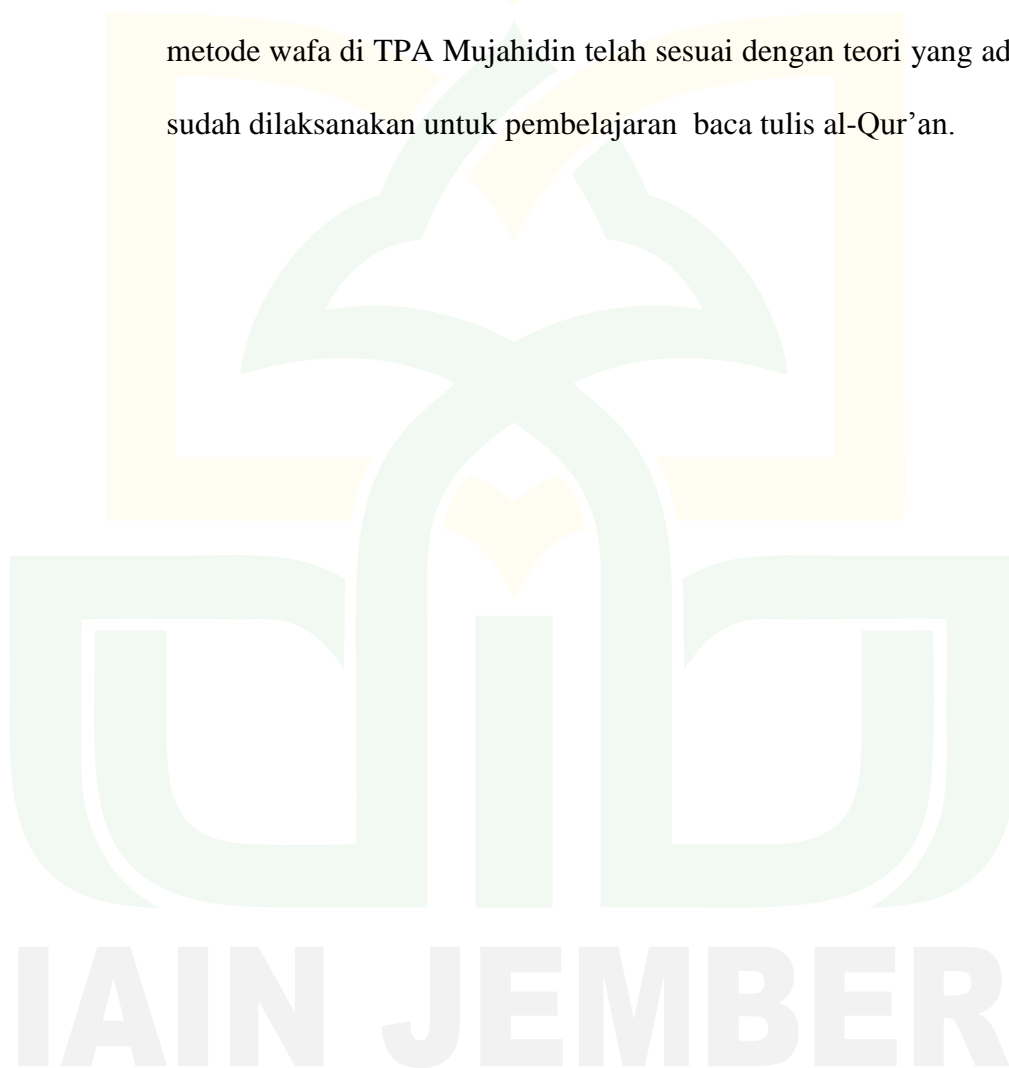 metode wafa di TPA Mujahidin telah sesuai dengan teori yang
sudah dilaksanakan untuk pembelajaran baca tulis al-Qur’an.
IAIN JEMBER